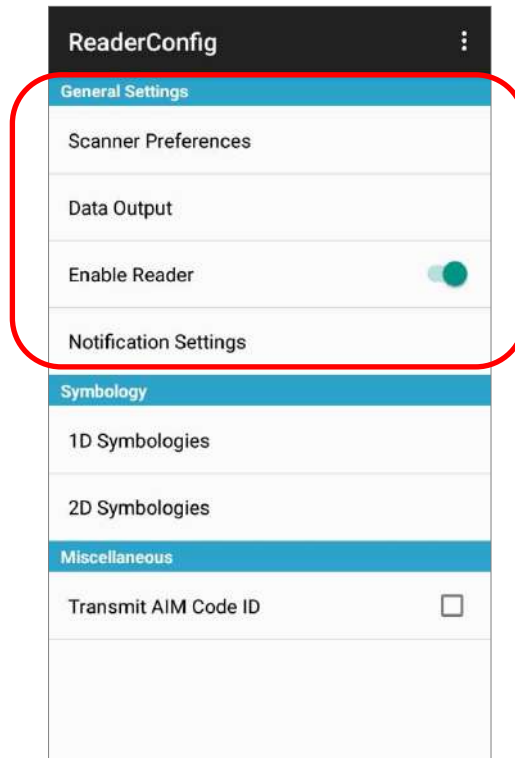 ReaderConfig
General Settings
Scanner Preferences
Data Output
Enable Reader
Notification Settings
Symbology
1D Symbologies
2D Symbologies
Miscellaneous
Transmit AIM Code ID